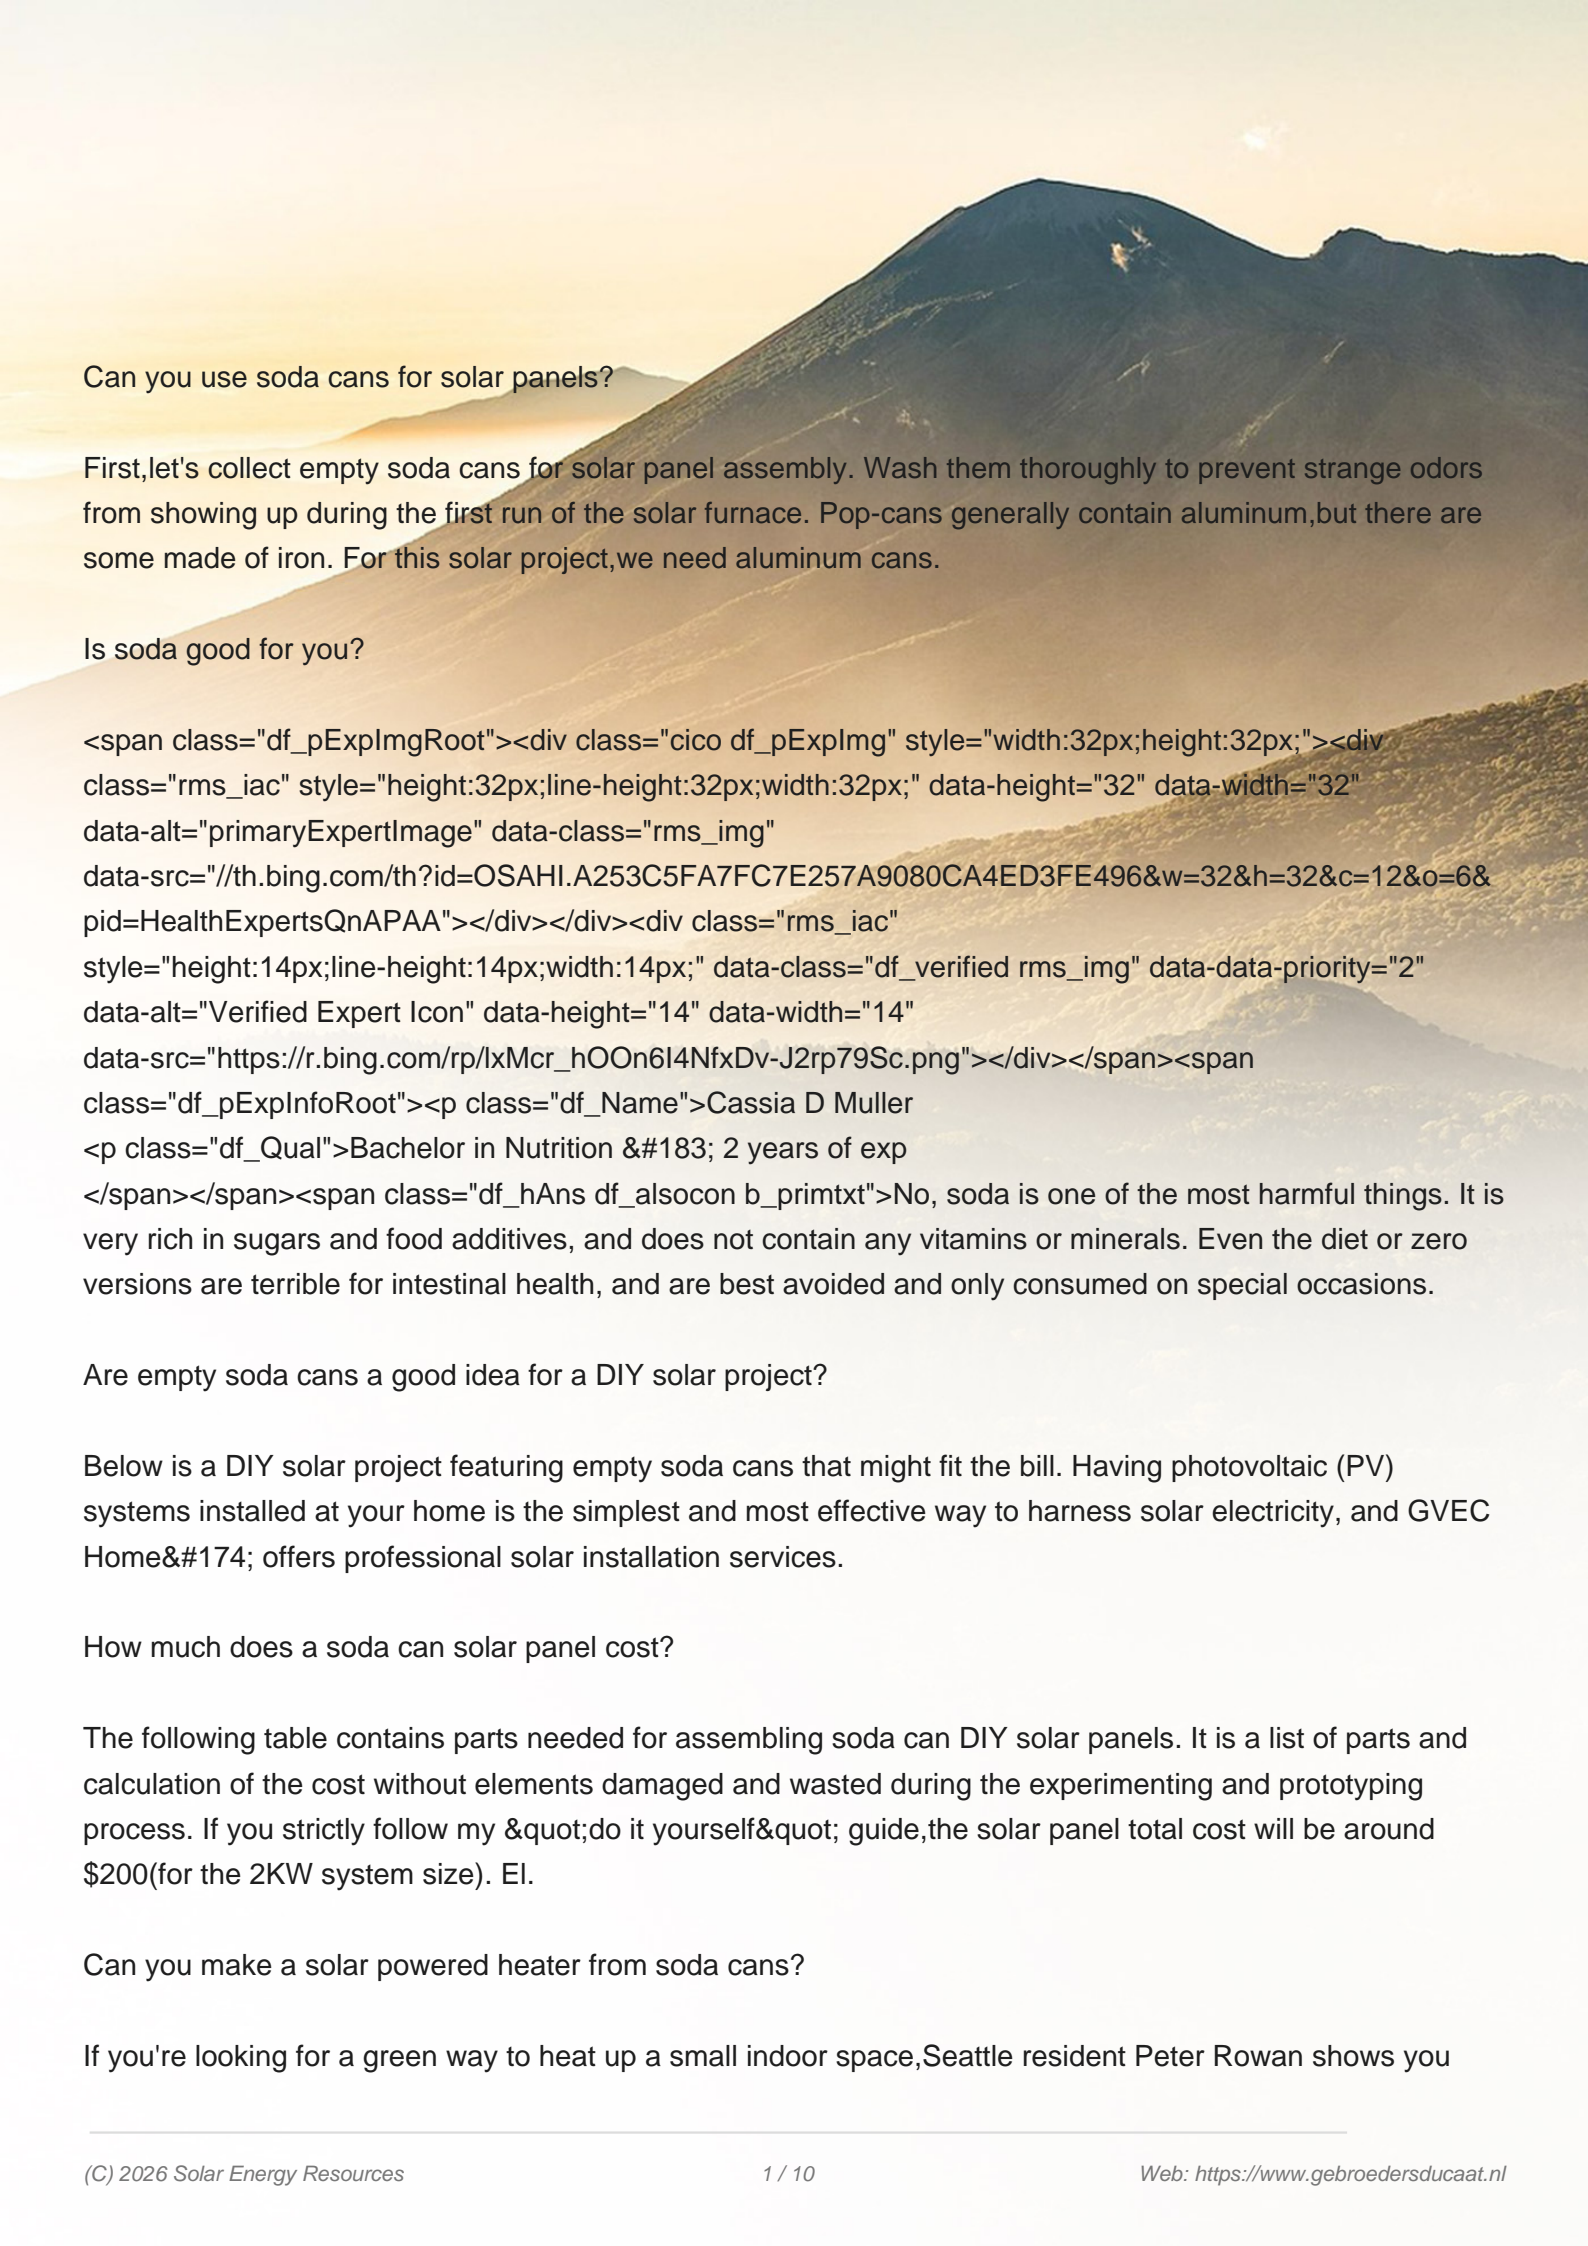 Can you use soda cans for solar panels?
First,let's collect empty soda cans for solar panel assembly. Wash them thoroughly to prevent strange odors
from showing up during the first run of the solar furnace. Pop-cans generally contain aluminum,but there are
some made of iron. For this solar project,we need aluminum cans.
Is soda good for you?
<span class="df_pExpImgRoot"><div class="cico df_pExpImg" style="width:32px;height:32px;"><div
class="rms_iac" style="height:32px;line-height:32px;width:32px;" data-height="32" data-width="32"
data-alt="primaryExpertImage" data-class="rms_img"
data-src="//th.bing.com/th?id=OSAHI.A253C5FA7FC7E257A9080CA4ED3FE496&w=32&h=32&c=12&o=6&
pid=HealthExpertsQnAPAA"></div></div><div class="rms_iac"
style="height:14px;line-height:14px;width:14px;" data-class="df_verified rms_img" data-data-priority="2"
data-alt="Verified Expert Icon" data-height="14" data-width="14"
data-src="https://r.bing.com/rp/lxMcr_hOOn6I4NfxDv-J2rp79Sc.png"></div></span><span
class="df_pExpInfoRoot"><p class="df_Name">Cassia D Muller
<p class="df_Qual">Bachelor in Nutrition &#183; 2 years of exp
</span></span><span class="df_hAns df_alsocon b_primtxt">No, soda is one of the most harmful things. It is
very rich in sugars and food additives, and does not contain any vitamins or minerals. Even the diet or zero
versions are terrible for intestinal health, and are best avoided and only consumed on special occasions.
Are empty soda cans a good idea for a DIY solar project?
Below is a DIY solar project featuring empty soda cans that might fit the bill. Having photovoltaic (PV)
systems installed at your home is the simplest and most effective way to harness solar electricity, and GVEC
Home&#174; offers professional solar installation services.
How much does a soda can solar panel cost?
The following table contains parts needed for assembling soda can DIY solar panels. It is a list of parts and
calculation of the cost without elements damaged and wasted during the experimenting and prototyping
process. If you strictly follow my &quot;do it yourself&quot; guide,the solar panel total cost will be around
$200(for the 2KW system size). El.
Can you make a solar powered heater from soda cans?
If you're looking for a green way to heat up a small indoor space,Seattle resident Peter Rowan shows you
(C) 2026 Solar Energy Resources
1 / 10
Web: https://www.gebroedersducaat.nl